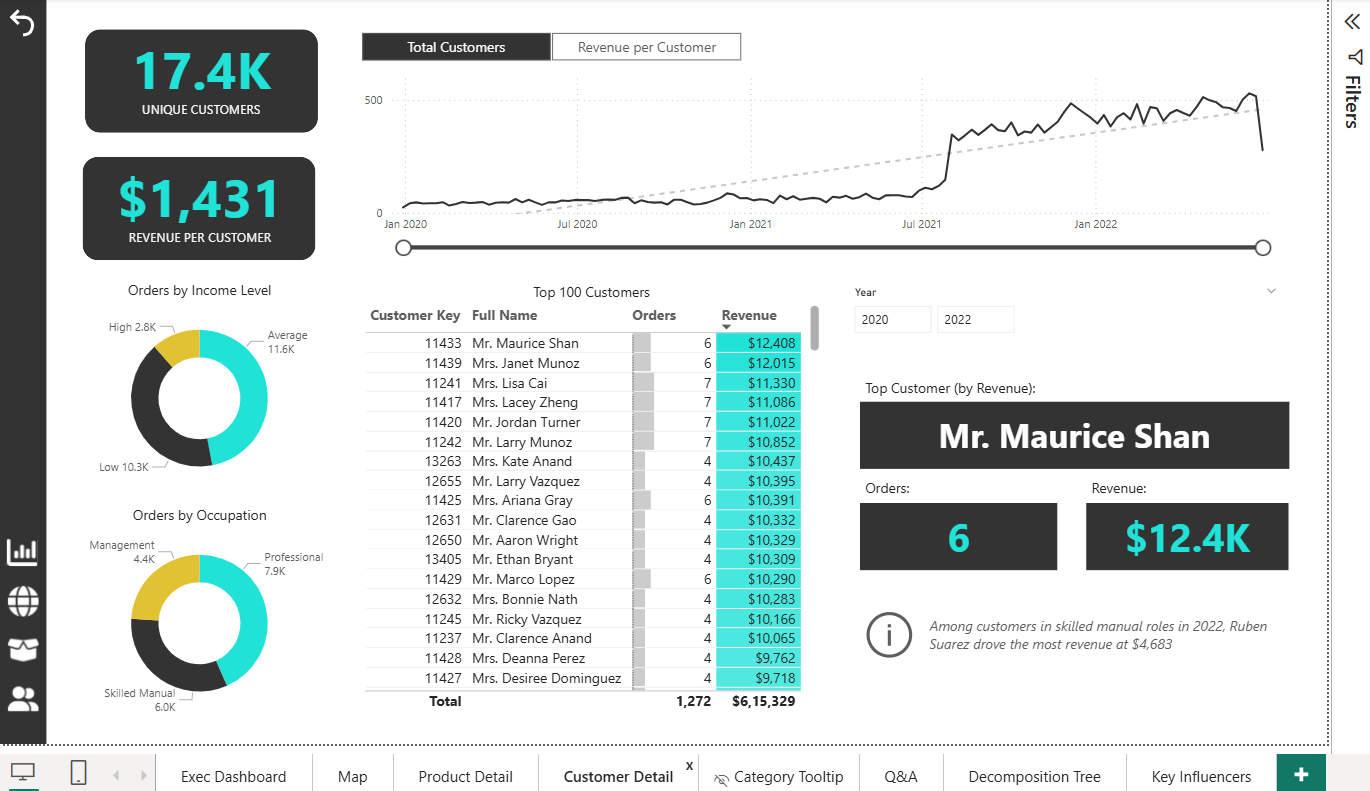 17.4K
UNIQUE CUSTOMERS
$1,431
REVENUE PER CUSTOMER
Total Customers
Revenue per Customer
500
0
Jan 2020
Jul 2020
Jan 2021
Jul 2021
Jan 2022
Filters
Orders by Income Level
High 2.8K
Average
11.6K
Low 10.3K
Orders by Occupation
Management
4.4K
Professional
7.9K
Skilled Manual
6.0K
Top 100 Customers
Customer Key Full Name Orders Revenue
11433 Mr. Maurice Shan 6 $12,408
11439 Mrs. Janet Munoz 6 $12,015
11241 Mrs. Lisa Cai 7 $11,330
11417 Mrs. Lacey Zheng 7 $11,086
11420 Mr. Jordan Turner 7 $11,022
11242 Mr. Larry Munoz 7 $10,852
13263 Mrs. Kate Anand 4 $10,437
12655 Mr. Larry Vazquez 4 $10,395
11425 Mrs. Ariana Gray 6 $10,391
12631 Mr. Clarence Gao 4 $10,332
12650 Mr. Aaron Wright 4 $10,329
13405 Mr. Ethan Bryant 4 $10,309
11429 Mr. Marco Lopez 6 $10,290
12632 Mrs. Bonnie Nath 4 $10,283
11245 Mr. Ricky Vazquez 4 $10,166
11237 Mr. Clarence Anand 4 $10,065
11428 Mrs. Deanna Perez 4 $9,762
11427 Mrs. Desiree Dominguez 4 $9,718
Total 1,272 $6,15,329
Year
2020
2022
Top Customer (by Revenue):
Mr. Maurice Shan
Orders:
Revenue:
6
$12.4K
Among customers in skilled manual roles in 2022, Ruben
Suarez drove the most revenue at $4,683
Exec Dashboard
Map
Product Detail
Customer Detail
x
Category Tooltip
Q&A
Decomposition Tree
Key Influencers
+